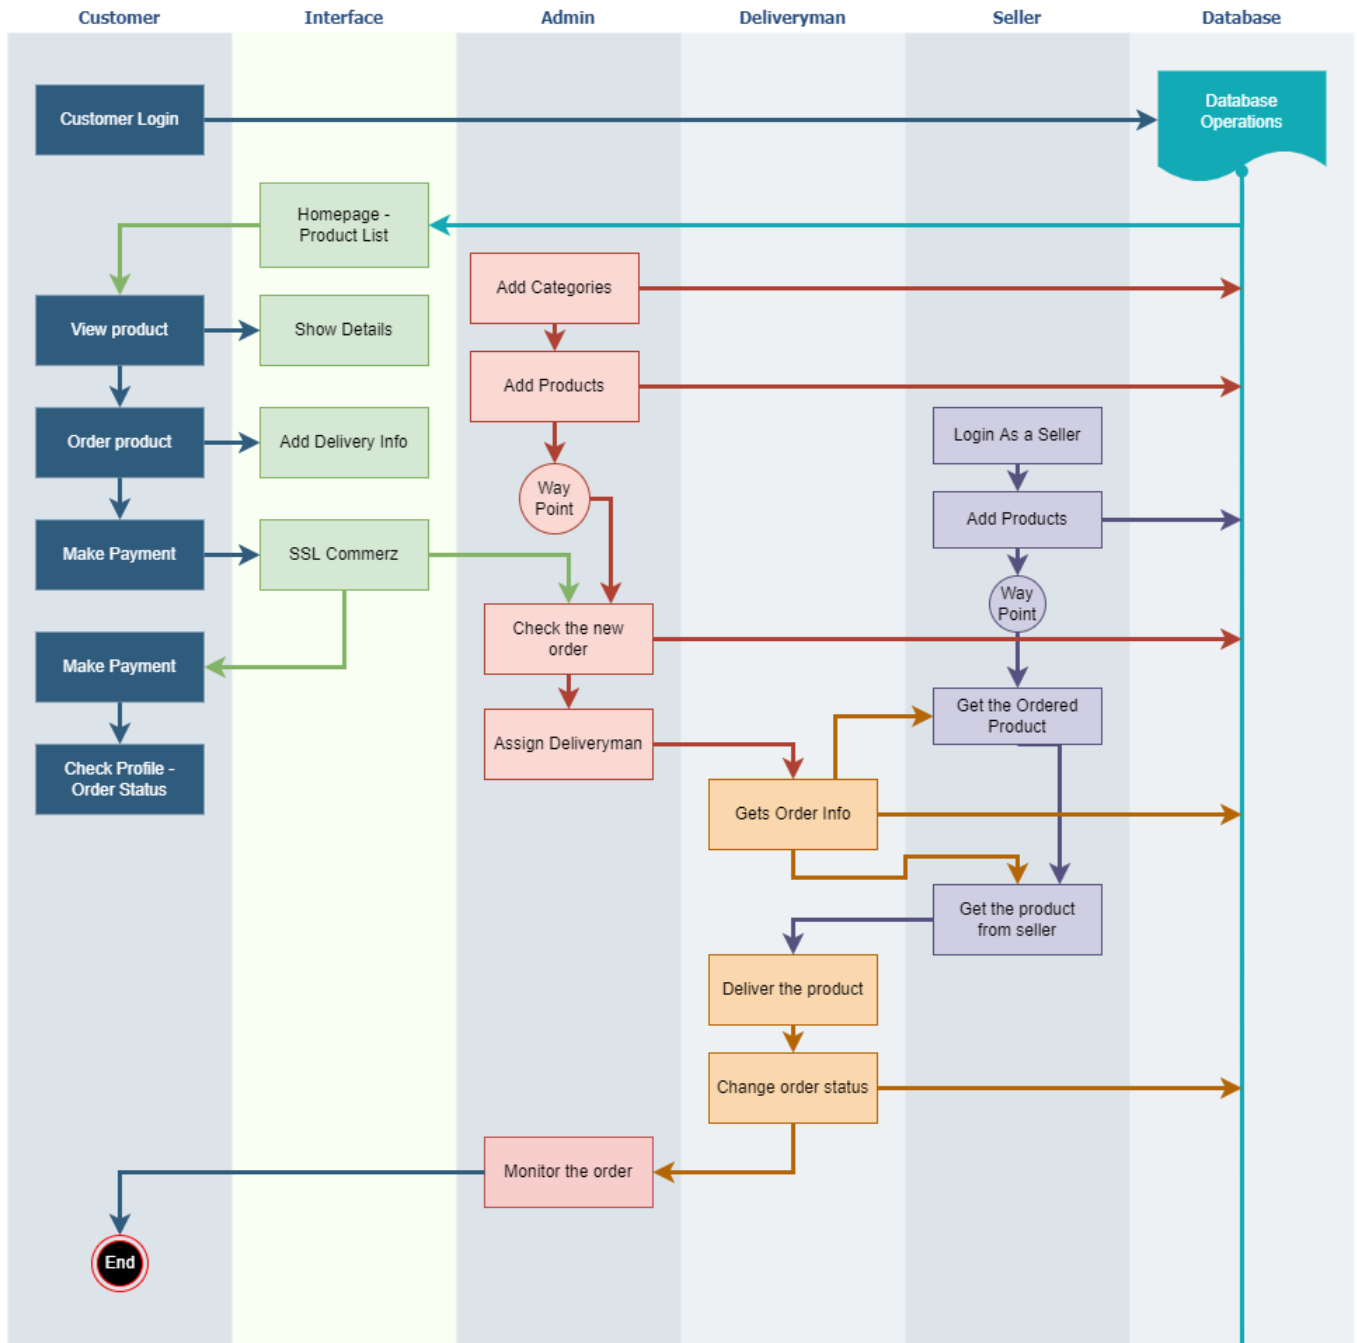 Customer
Interface
Admin
Deliveryman
Seller
Database
Customer Login
Database
Operations
Homepage -
Product List
Add Categories
View product
Show Details
Add Products
Order product
Add Delivery Info
Login As a Seller
Way
Point
Add Products
Make Payment
SSL Commerz
Way
Point
Check the new
order
Make Payment
Get the Ordered
Product
Assign Deliveryman
Check Profile -
Order Status
Gets Order Info
Get the product
from seller
Deliver the product
Change order status
Monitor the order
End